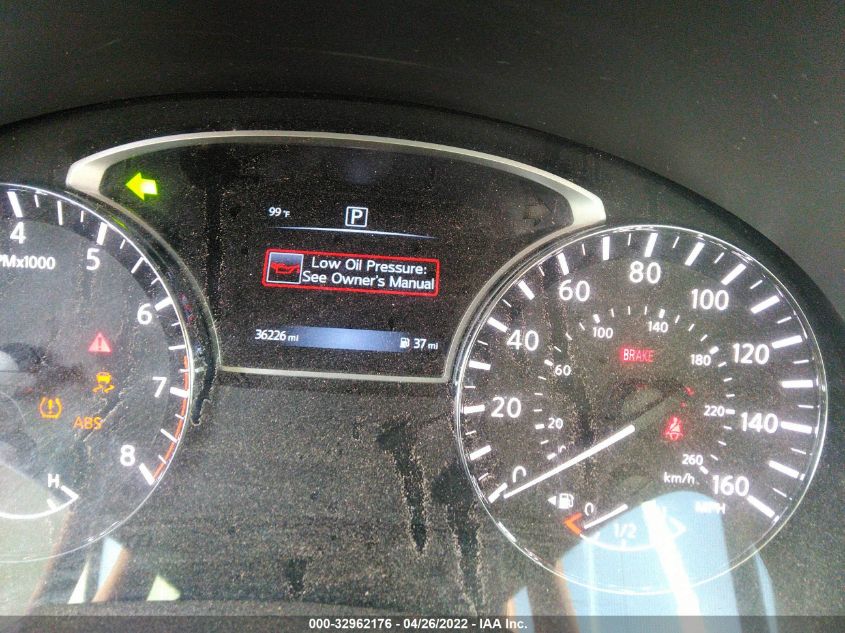 99 °F
P
Low Oil Pressure:
See Owner's Manual
36226 mi
37 mi
4
5
6
7
8
ABS
H
0
20
40
60
80
100
120
140
160
MPH
20
60
100
140
180
220
260
km/h
BRAKE
0
1/2
000-32962176 - 04/26/2022 - IAA Inc.